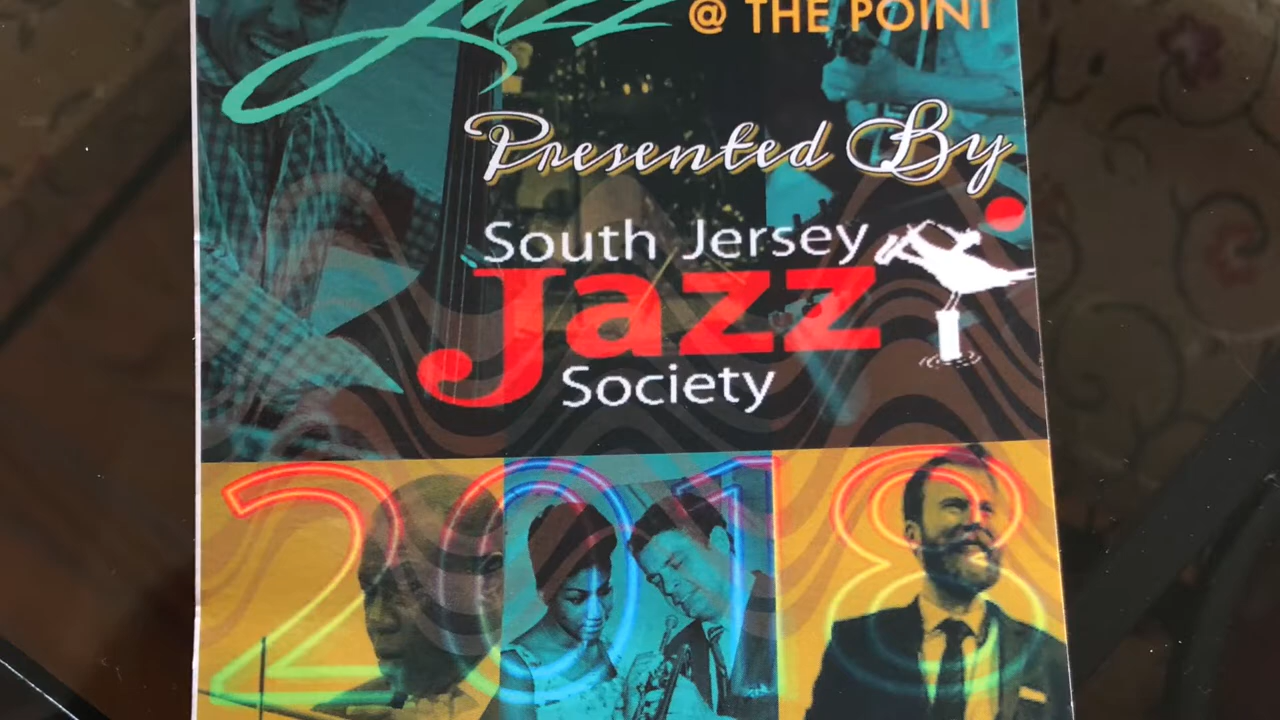 Jazz @ THE POINT
Presented By
South Jersey
Jazz
Society
2018